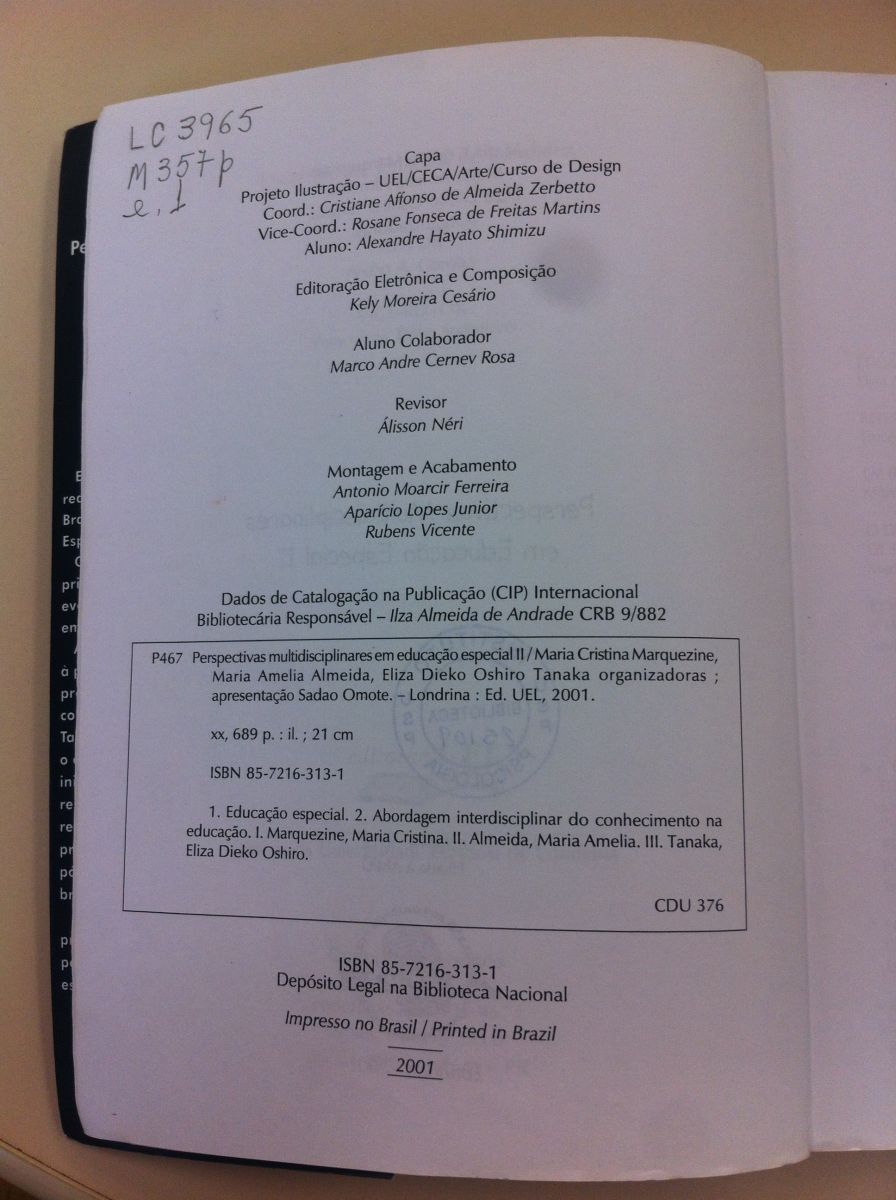 LC 3965
M357p
e.1
Capa
Projeto Ilustração – UEL/CECA/Arte/Curso de Design
Coord.: Cristiane Affonso de Almeida Zerbetto
Vice-Coord.: Rosane Fonseca de Freitas Martins
Aluno: Alexandre Hayato Shimizu
Editoração Eletrônica e Composição
Kely Moreira Cesário
Aluno Colaborador
Marco Andre Cernev Rosa
Revisor
Álisson Néri
Montagem e Acabamento
Antonio Moarcir Ferreira
Aparício Lopes Junior
Rubens Vicente
Dados de Catalogação na Publicação (CIP) Internacional
Bibliotecária Responsável – Ilza Almeida de Andrade CRB 9/882
P467 Perspectivas multidisciplinares em educação especial II / Maria Cristina Marquezine,
Maria Amelia Almeida, Eliza Dieko Oshiro Tanaka organizadoras ;
apresentação Sadao Omote. – Londrina : Ed. UEL, 2001.
xx, 689 p. : il. ; 21 cm
ISBN 85-7216-313-1
1. Educação especial. 2. Abordagem interdisciplinar do conhecimento na
educação. I. Marquezine, Maria Cristina. II. Almeida, Maria Amelia. III. Tanaka,
Eliza Dieko Oshiro.
CDU 376
ISBN 85-7216-313-1
Depósito Legal na Biblioteca Nacional
Impresso no Brasil / Printed in Brazil
2001